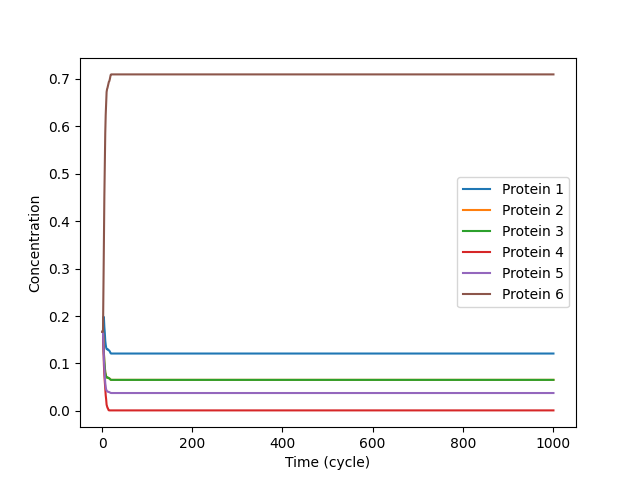 0.7
0.6
0.5
0.4
0.3
0.2
0.1
0.0
Concentration
Protein 1
Protein 2
Protein 3
Protein 4
Protein 5
Protein 6
0 200 400 600 800 1000
Time (cycle)